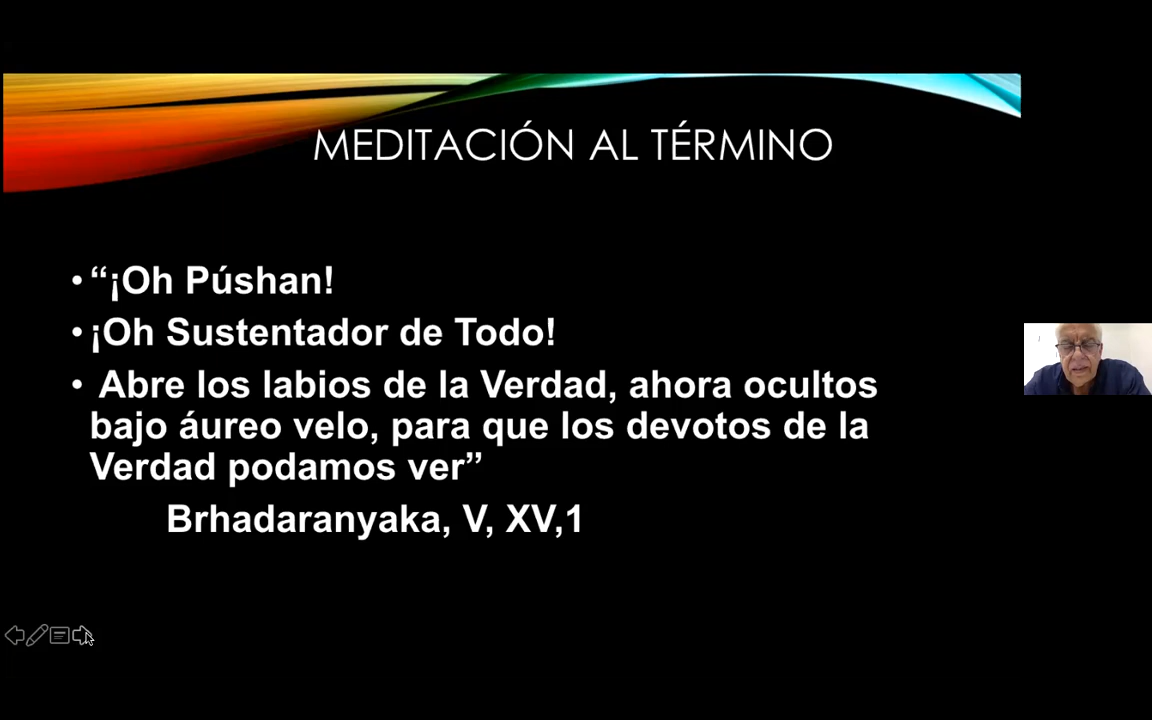 MEDITACIÓN AL TÉRMINO
• “¡Oh Púshan!
• ¡Oh Sustentador de Todo!
• Abre los labios de la Verdad, ahora ocultos
bajo áureo velo, para que los devotos de la
Verdad podamos ver”
Brhadaranyaka, V, XV,1